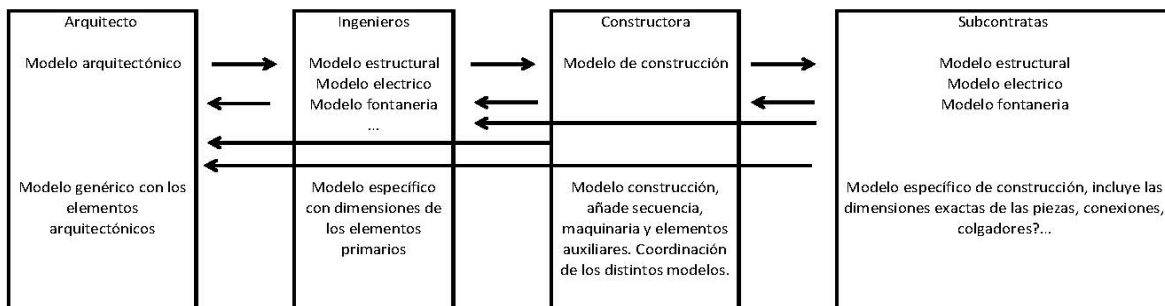 Arquitecto
Modelo arquitectónico
Modelo genérico con los
elementos
arquitectónicos
Ingenieros
Modelo estructural
Modelo electrico
Modelo fontaneria
...
Modelo específico
con dimensiones de
los elementos
primarios
Constructora
Modelo de construcción
Modelo construcción,
añade secuencia,
maquinaria y elementos
auxiliares. Coordinación
de los distintos modelos.
Subcontratas
Modelo estructural
Modelo electrico
Modelo fontaneria
Modelo específico de construcción, incluye las
dimensiones exactas de las piezas, conexiones,
colgadores?...